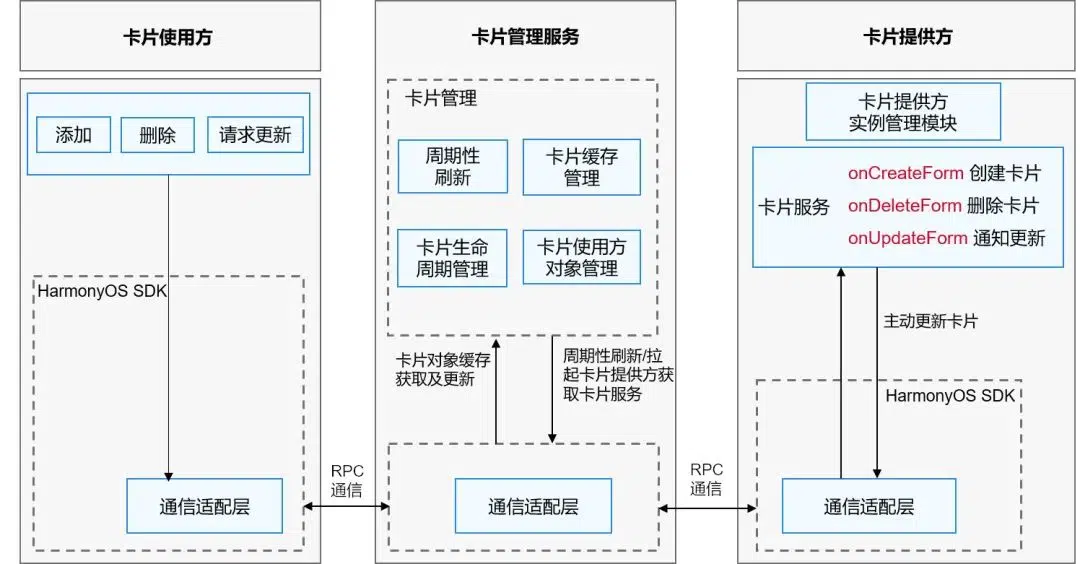 卡片使用方
添加
删除
请求更新
HarmonyOS SDK
通信适配层
RPC
通信
卡片管理服务
卡片管理
周期性
刷新
卡片缓存
管理
卡片生命
周期管理
卡片使用方
对象管理
卡片对象缓存
获取及更新
周期性刷新/拉
起卡片提供方获
取卡片服务
通信适配层
RPC
通信
卡片提供方
卡片提供方
实例管理模块
卡片服务
onCreateForm 创建卡片
onDeleteForm 删除卡片
onUpdateForm 通知更新
主动更新卡片
HarmonyOS SDK
通信适配层